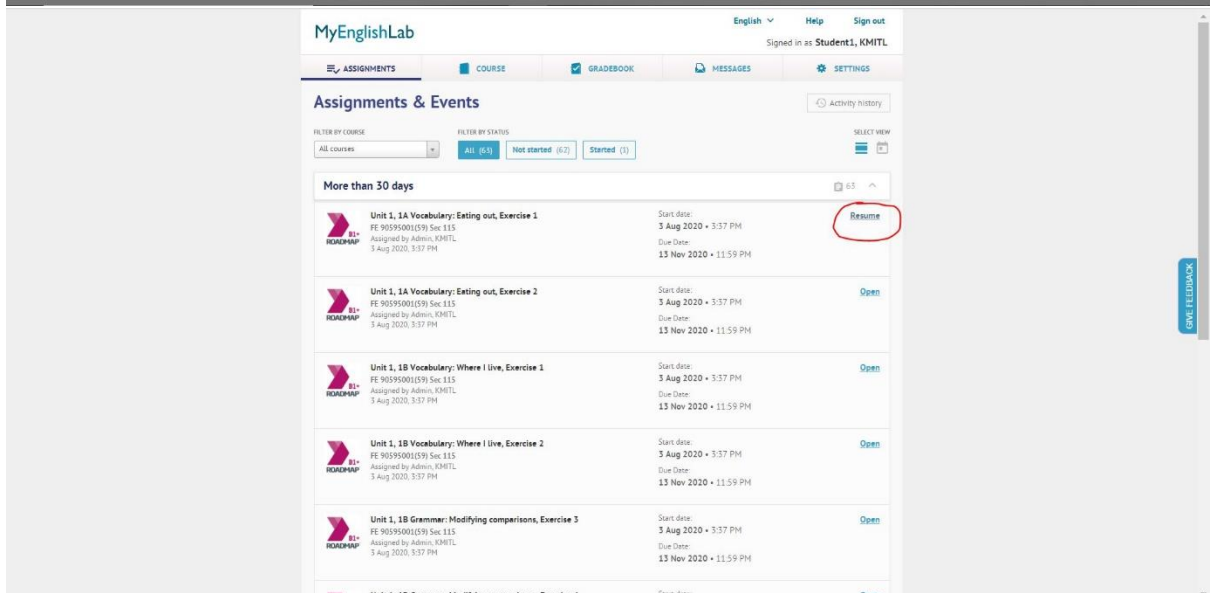 MyEnglishLab
English Help Sign out
Signed in as Student1, KMITL
ASSIGNMENTS COURSE GRADEBOOK MESSAGES SETTINGS
Assignments & Events
Activity history
FILTER BY COURSE FILTER BY STATUS SELECT VIEW
All courses All (63) Not started (62) Started (1)
More than 30 days 63
Unit 1, 1A Vocabulary: Eating out, Exercise 1
FE 90595001(59) Sec 115
Assigned by Admin, KMITL
3 Aug 2020, 3:37 PM
B1+
ROADMAP
Start date:
3 Aug 2020 • 3:37 PM
Due Date:
13 Nov 2020 • 11:59 PM
Resume
Unit 1, 1A Vocabulary: Eating out, Exercise 2
FE 90595001(59) Sec 115
Assigned by Admin, KMITL
3 Aug 2020, 3:37 PM
B1+
ROADMAP
Start date:
3 Aug 2020 • 3:37 PM
Due Date:
13 Nov 2020 • 11:59 PM
Open
Unit 1, 1B Vocabulary: Where I live, Exercise 1
FE 90595001(59) Sec 115
Assigned by Admin, KMITL
3 Aug 2020, 3:37 PM
B1+
ROADMAP
Start date:
3 Aug 2020 • 3:37 PM
Due Date:
13 Nov 2020 • 11:59 PM
Open
Unit 1, 1B Vocabulary: Where I live, Exercise 2
FE 90595001(59) Sec 115
Assigned by Admin, KMITL
3 Aug 2020, 3:37 PM
B1+
ROADMAP
Start date:
3 Aug 2020 • 3:37 PM
Due Date:
13 Nov 2020 • 11:59 PM
Open
Unit 1, 1B Grammar: Modifying comparisons, Exercise 3
FE 90595001(59) Sec 115
Assigned by Admin, KMITL
3 Aug 2020, 3:37 PM
B1+
ROADMAP
Start date:
3 Aug 2020 • 3:37 PM
Due Date:
13 Nov 2020 • 11:59 PM
Open
GIVE FEEDBACK